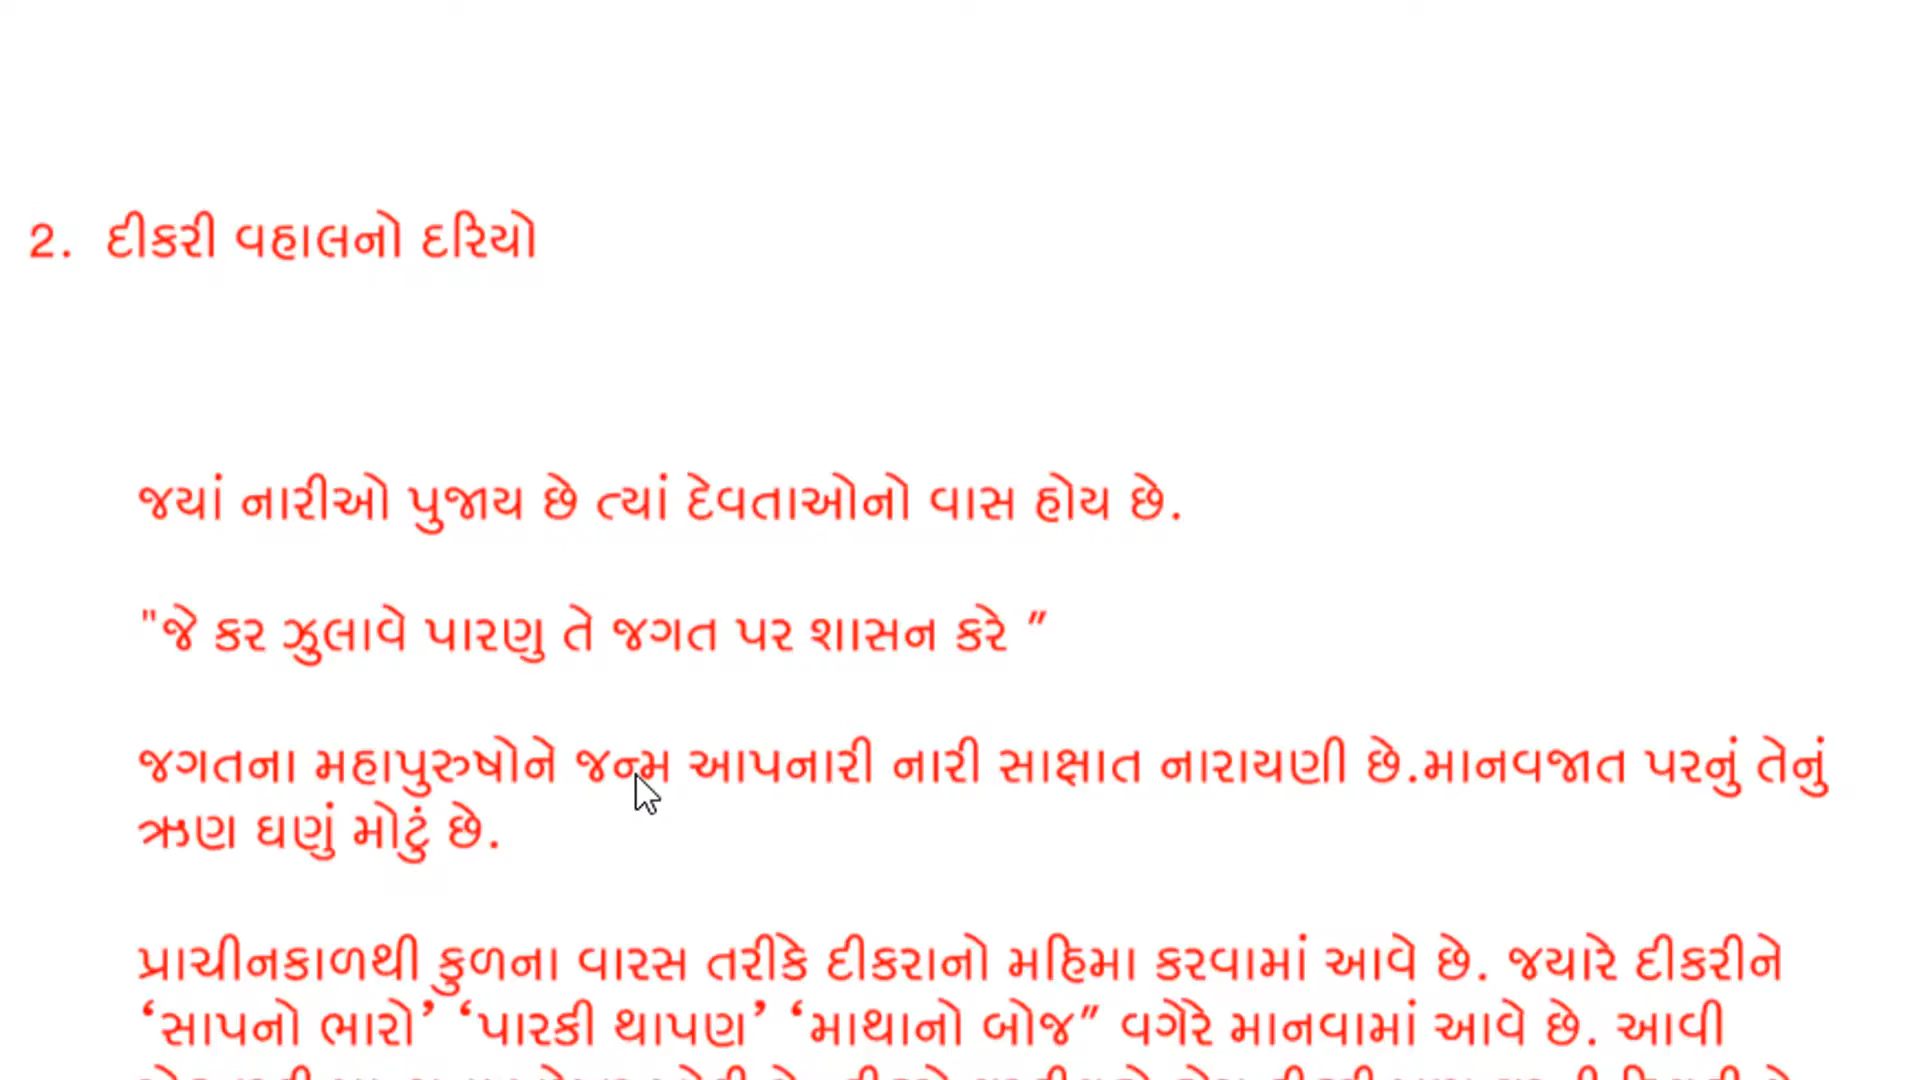 2. દીકરી વહાલનો દરિયો
જયાં નારીઓ પુજાય છે ત્યાં દેવતાઓનો વાસ હોય છે.
"જે કર ઝુલાવે પારણુ તે જગત પર શાસન કરે ”
જગતના મહાપુરુષોને જન્મ આપનારી નારી સાક્ષાત નારાયણી છે.માનવજાત પરનું તેનું
ઋણ ઘણું મોટું છે.
પ્રાચીનકાળથી કુળના વારસ તરીકે દીકરાનો મહિમા કરવામાં આવે છે. જયારે દીકરીને
‘સાપનો ભારો’ ‘પારકી થાપણ’ ‘માથાનો બોજ” વગેરે માનવામાં આવે છે. આવી